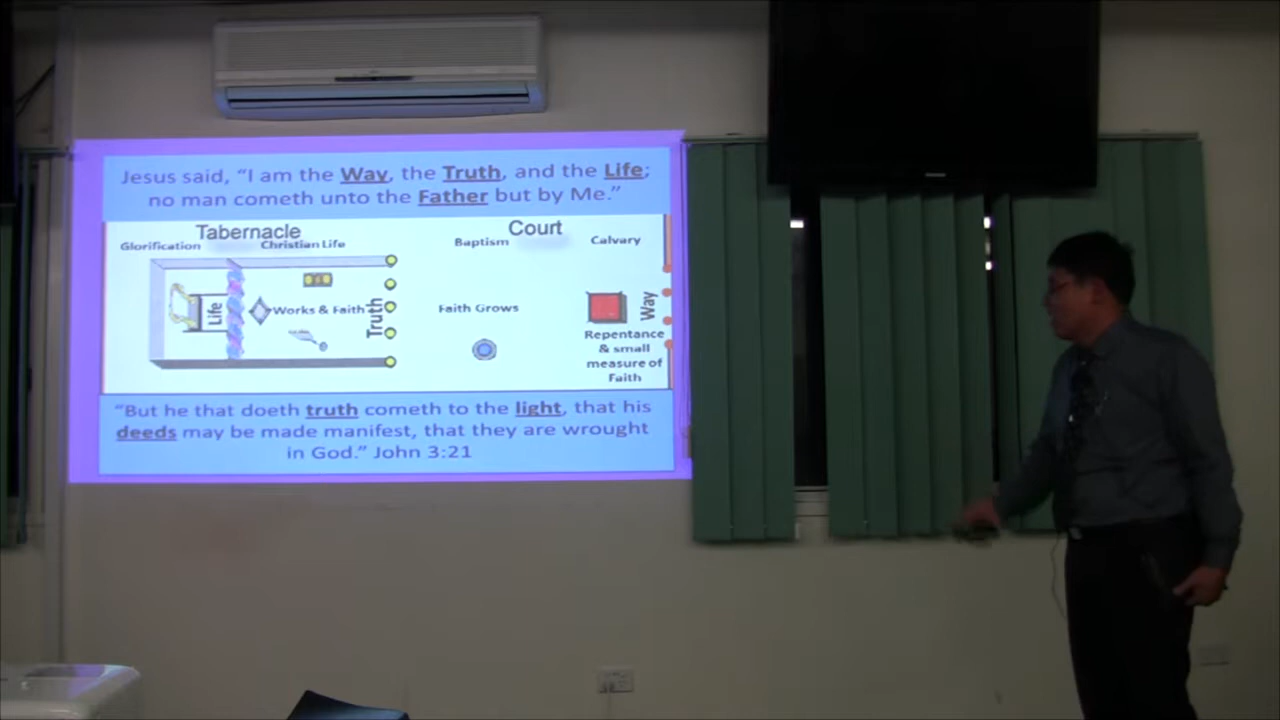 Jesus said, “I am the Way, the Truth, and the Life;
no man cometh unto the Father but by Me.”
Tabernacle
Court
Glorification
Christian Life
Baptism
Calvary
Life
Works & Faith
Truth
Faith Grows
Way
Repentance
& small
measure of
Faith
“But he that doeth truth cometh to the light, that his
deeds may be made manifest, that they are wrought
in God.” John 3:21